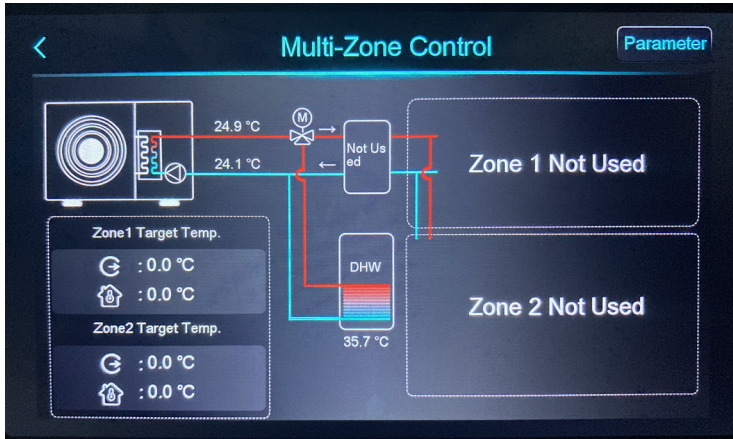 Multi-Zone Control
Parameter
24.9 °C
M
24.1 °C
Not Us
ed
Zone 1 Not Used
Zone1 Target Temp.
: 0.0 °C
: 0.0 °C
Zone2 Target Temp.
: 0.0 °C
: 0.0 °C
DHW
35.7 °C
Zone 2 Not Used